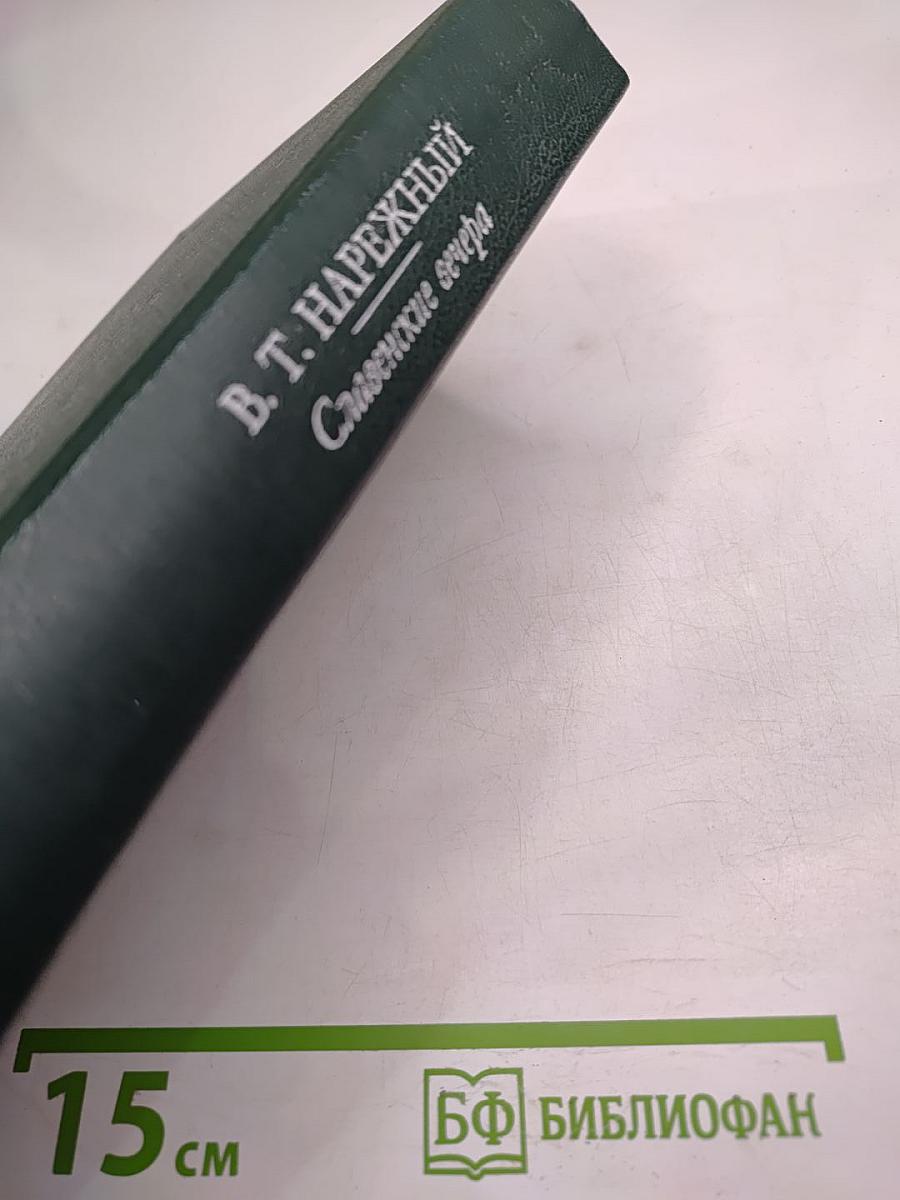 В. Т. НАРЕЖНЫЙ
Славенские вечера
15 см
БФ БИБЛИОФАН